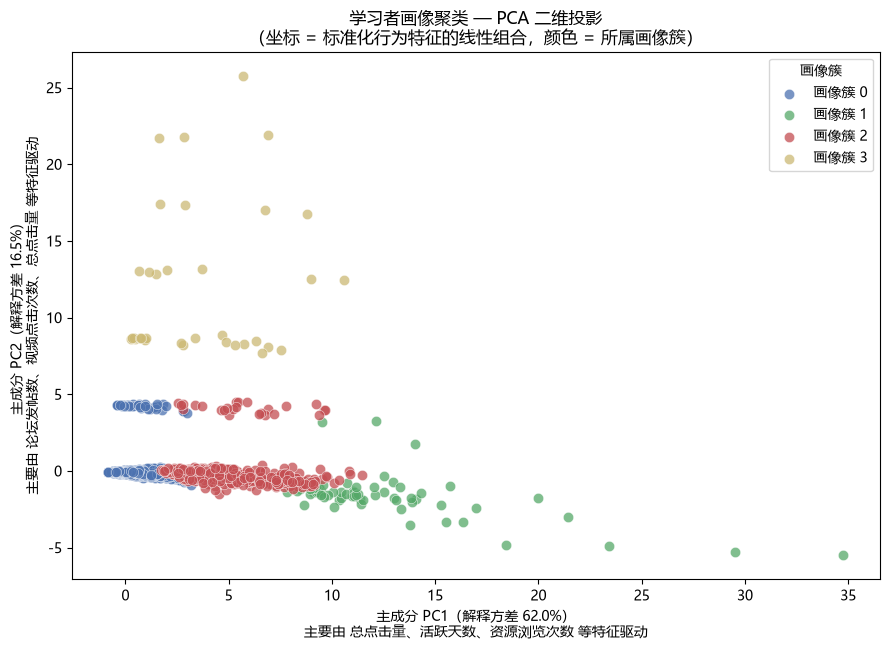 学习者画像聚类 — PCA 二维投影
（坐标 = 标准化行为特征的线性组合，颜色 = 所属画像簇）
画像簇
画像簇 0
画像簇 1
画像簇 2
画像簇 3
主成分 PC2（解释方差 16.5%）
主要由 论坛发帖数、视频点击次数、总点击量 等特征驱动
25
20
15
10
5
0
-5
0
5
10
15
20
25
30
35
主成分 PC1（解释方差 62.0%）
主要由 总点击量、活跃天数、资源浏览次数 等特征驱动